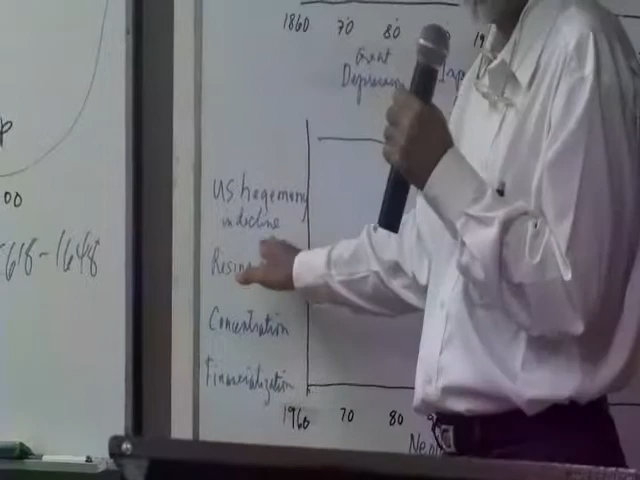 1860 70 80
Great
Depression
00
1618-1648
US hegemony
in decline
Concentration
Financialization
1960 70 80